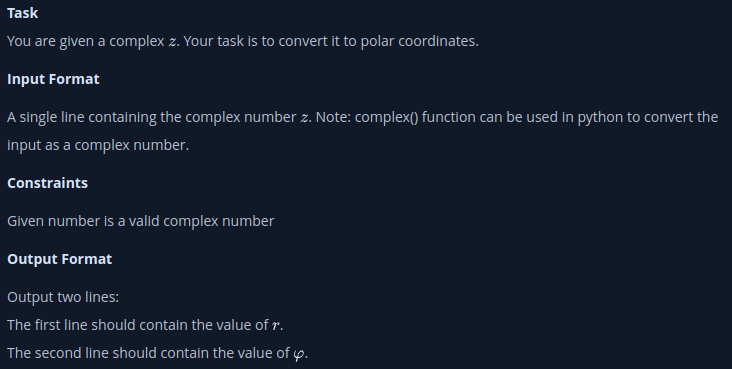 Task
You are given a complex z. Your task is to convert it to polar coordinates.
Input Format
A single line containing the complex number z. Note: complex() function can be used in python to convert the
input as a complex number.
Constraints
Given number is a valid complex number
Output Format
Output two lines:
The first line should contain the value of r.
The second line should contain the value of φ.